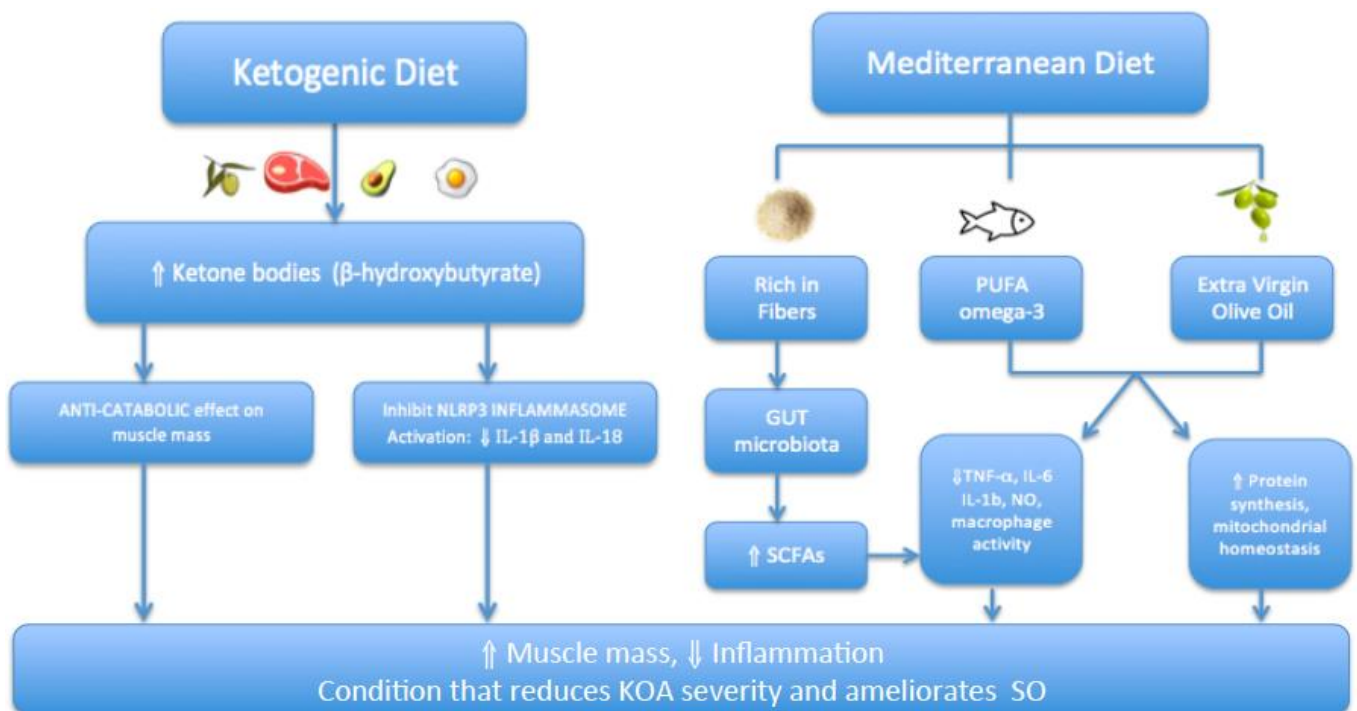 Ketogenic Diet
⇑ Ketone bodies (β-hydroxybutyrate)
ANTI-CATABOLIC effect on
muscle mass
Inhibit NLRP3 INFLAMMASOME
Activation: ⇓ IL-1β and IL-18
Mediterranean Diet
Rich in
Fibers
PUFA
omega-3
Extra Virgin
Olive Oil
GUT
microbiota
⇑ SCFAs
⇓TNF-α, IL-6
IL-1b, NO,
macrophage
activity
⇑ Protein
synthesis,
mitochondrial
homeostasis
⇑ Muscle mass, ⇓ Inflammation
Condition that reduces KOA severity and ameliorates SO